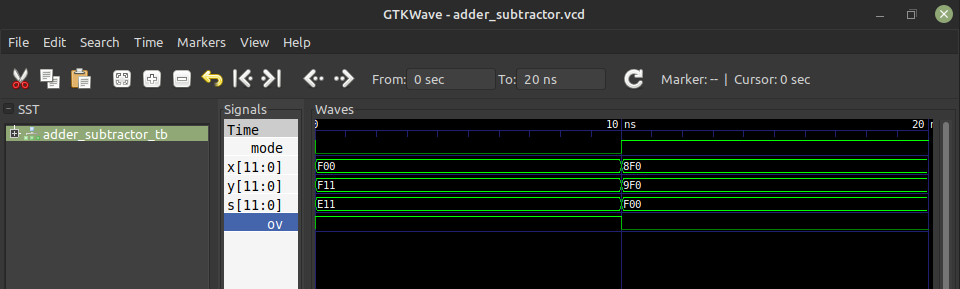 GTKWave - adder_subtractor.vcd
File Edit Search Time Markers View Help
From: 0 sec To: 20 ns Marker: -- | Cursor: 0 sec
SST
adder_subtractor_tb
Signals
Time
mode
x[11:0]
y[11:0]
s[11:0]
ov
Waves
0 10 ns 20
F00 8F0
F11 9F0
E11 F00